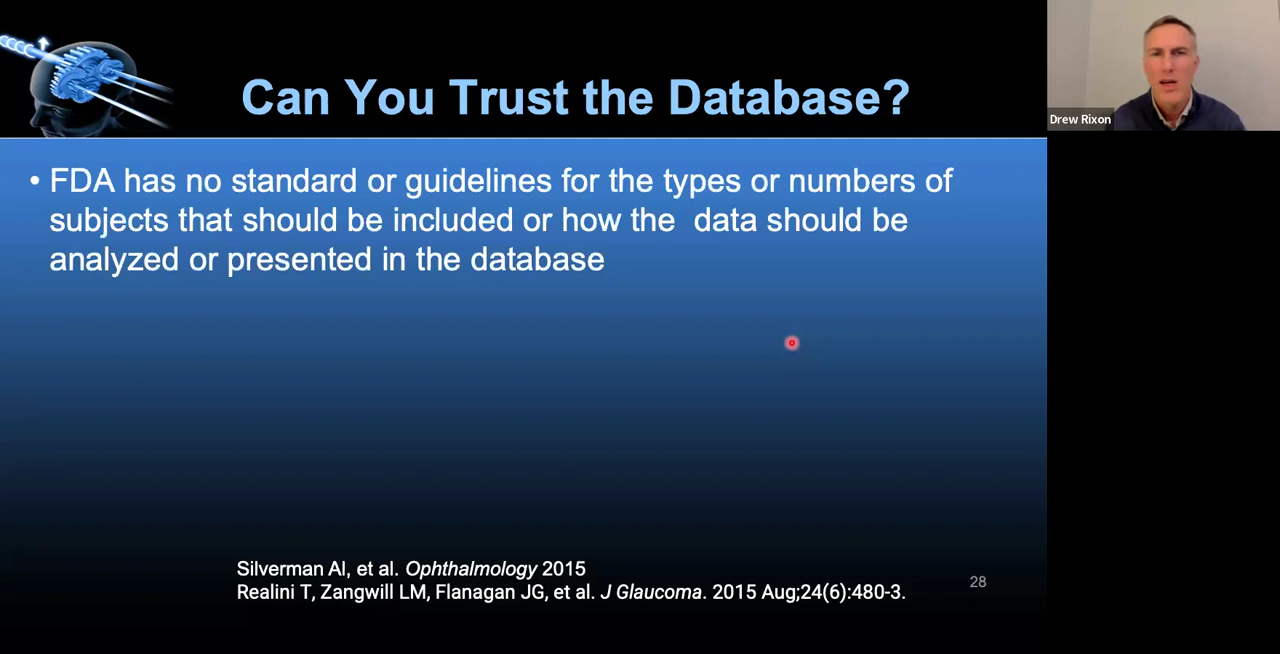 Can You Trust the Database?
Drew Rixon
• FDA has no standard or guidelines for the types or numbers of
subjects that should be included or how the data should be
analyzed or presented in the database
Silverman Al, et al. Ophthalmology 2015
Realini T, Zangwill LM, Flanagan JG, et al. J Glaucoma. 2015 Aug;24(6):480-3.
28